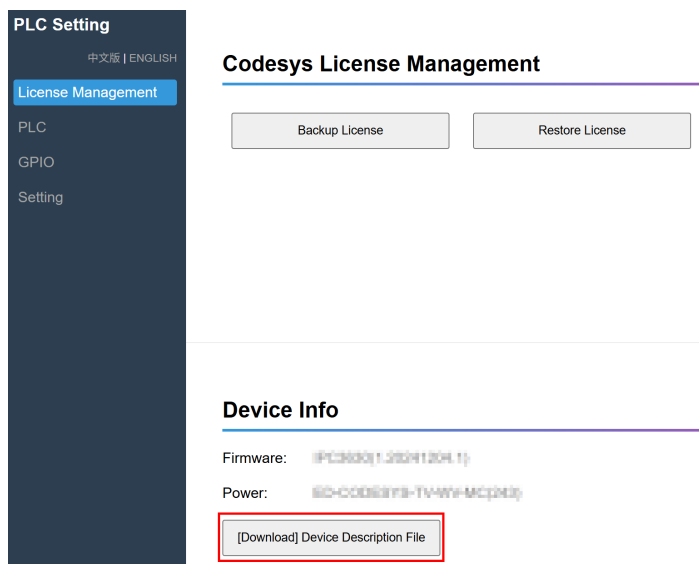 PLC Setting
中文版 | ENGLISH
License Management
PLC
GPIO
Setting
Codesys License Management
Backup License
Restore License
Device Info
Firmware:
Power:
[Download] Device Description File